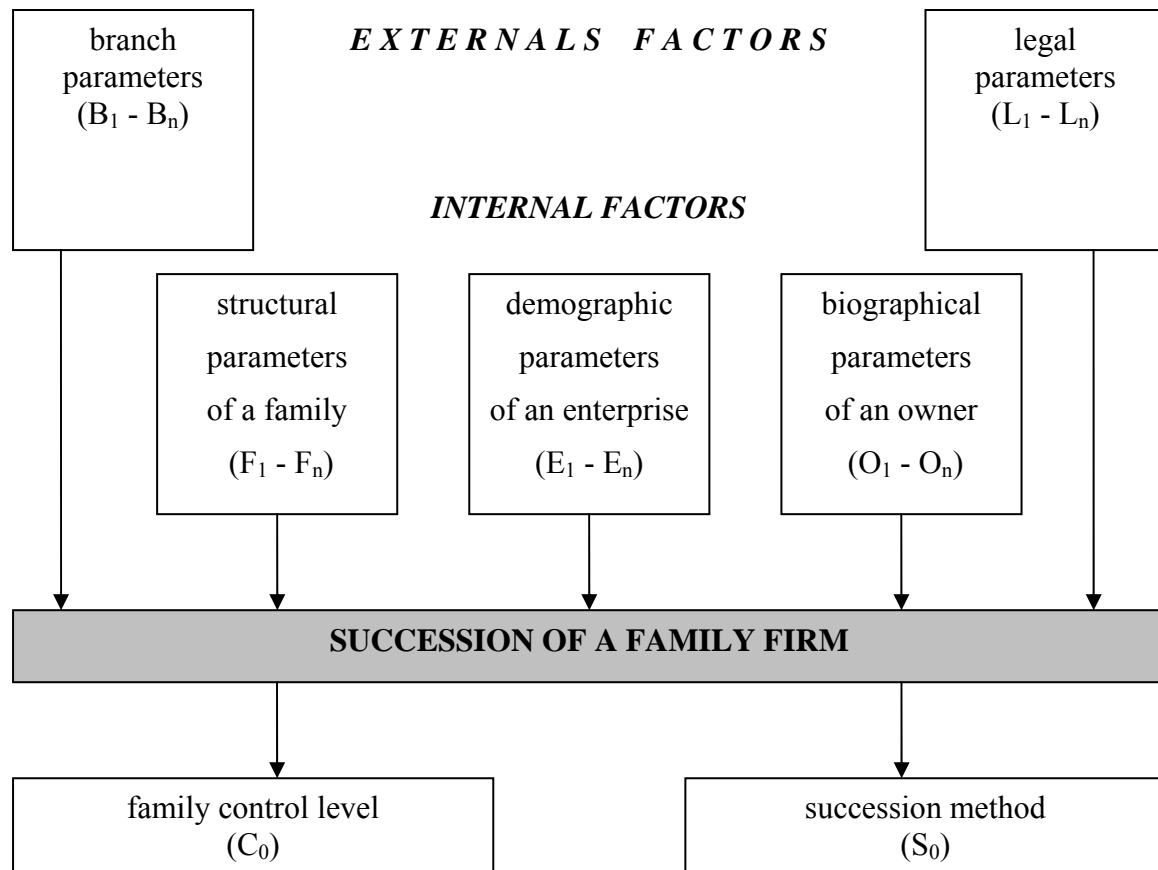 branch
parameters
(B₁ - Bₙ)
EXTERNALS FACTORS
legal
parameters
(L₁ - Lₙ)
INTERNAL FACTORS
structural
parameters
of a family
(F₁ - Fₙ)
demographic
parameters
of an enterprise
(E₁ - Eₙ)
biographical
parameters
of an owner
(O₁ - Oₙ)
SUCCESSION OF A FAMILY FIRM
family control level
(C₀)
succession method
(S₀)